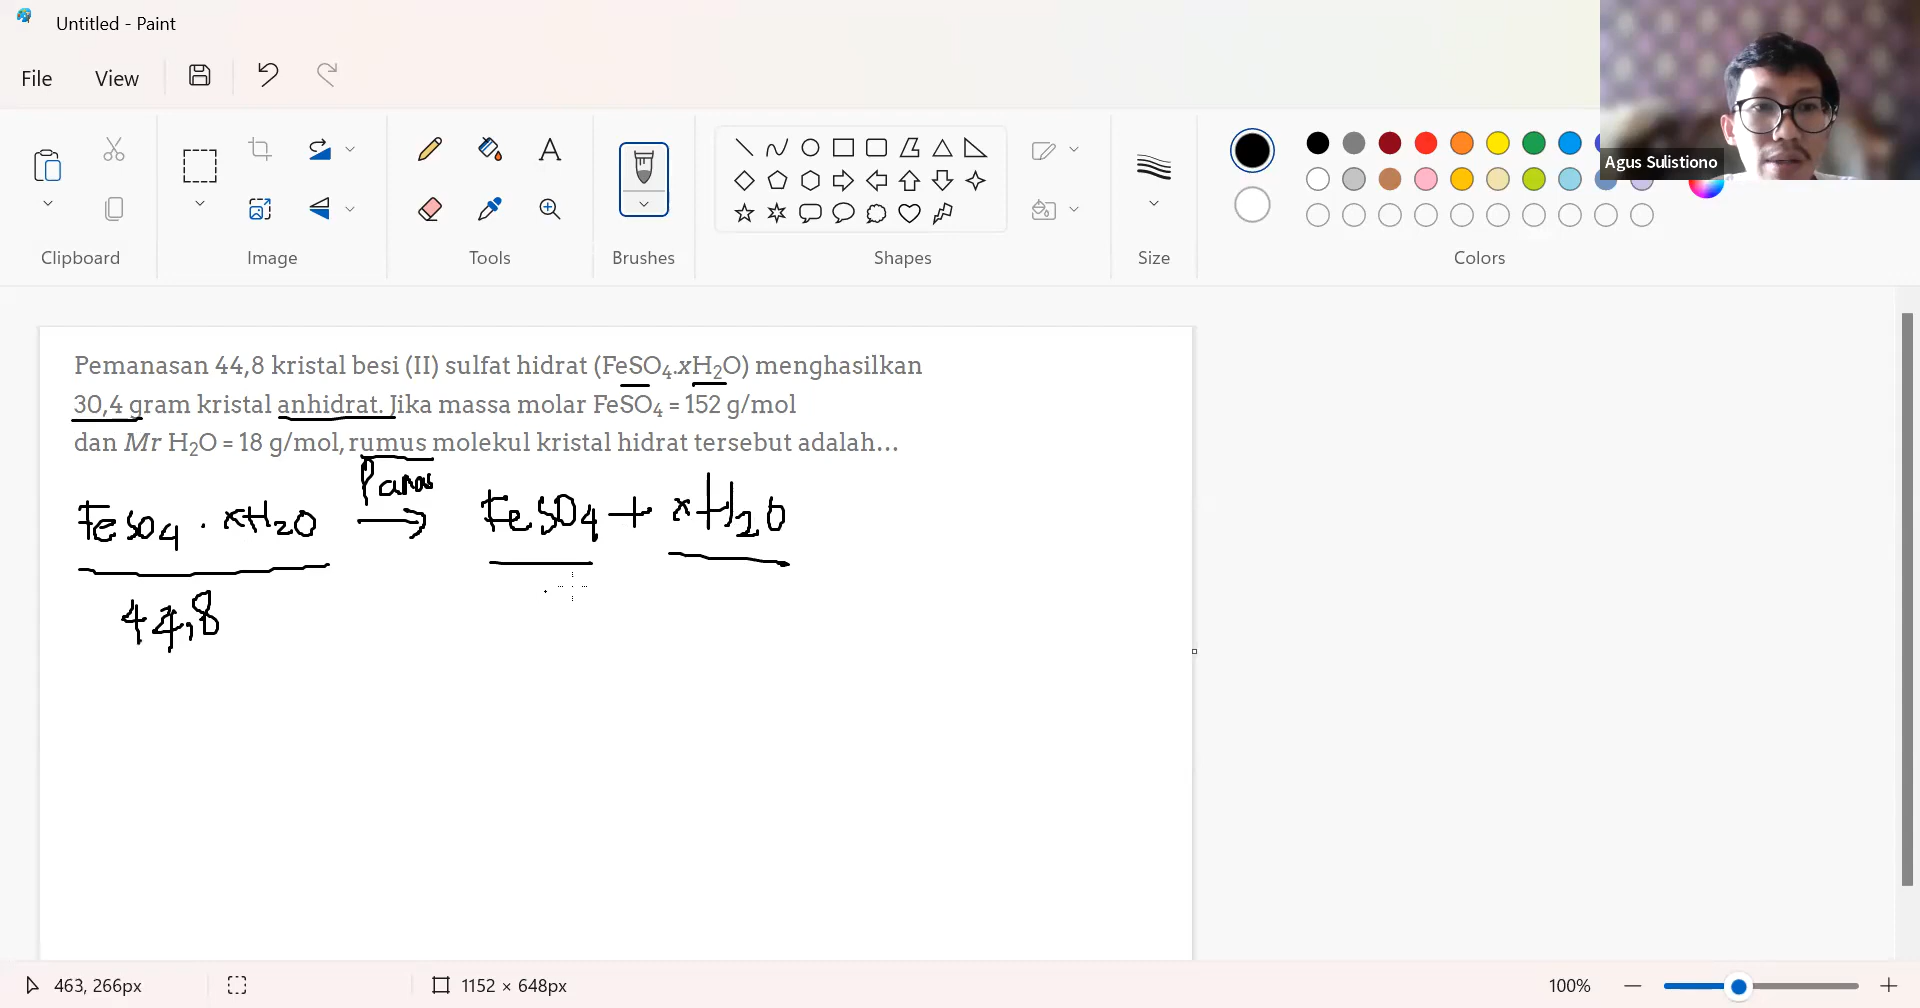 Untitled - Paint
File View
Clipboard Image Tools Brushes Shapes Size Colors
Agus Sulistiono
Pemanasan 44,8 kristal besi (II) sulfat hidrat (FeSO₄.xH₂O) menghasilkan
30,4 gram kristal anhidrat. Jika massa molar FeSO₄ = 152 g/mol
dan Mr H₂O = 18 g/mol, rumus molekul kristal hidrat tersebut adalah...
Panas
FeSO₄ . xH₂O → FeSO₄ + xH₂O
44,8
463, 266px 1152 × 648px 100%